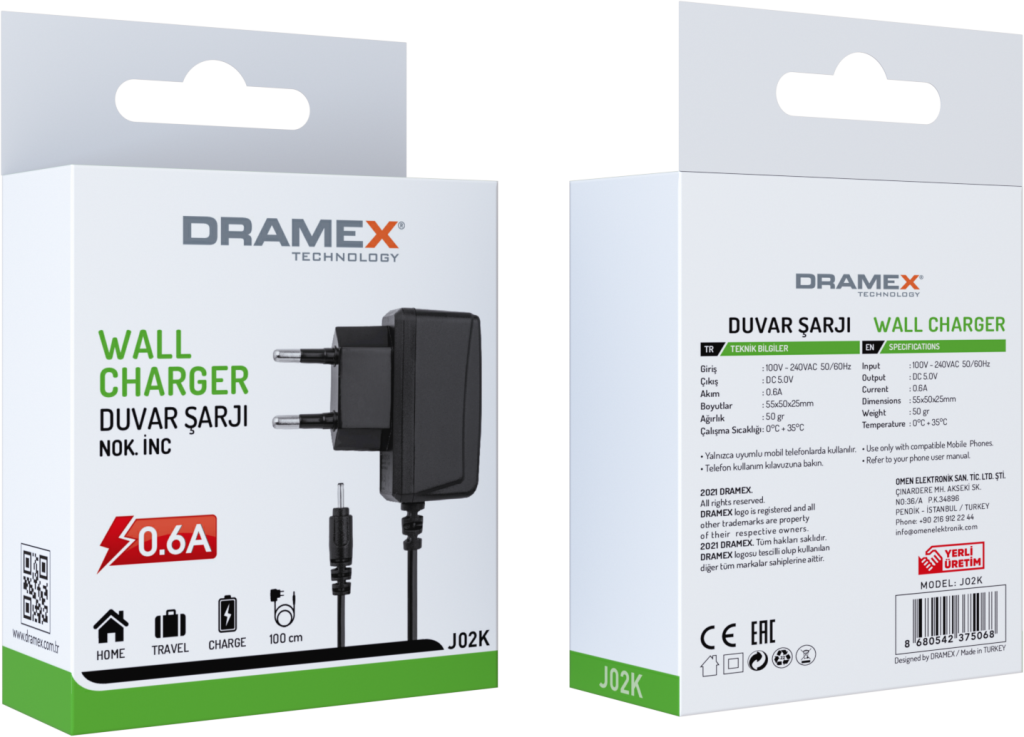 DRAMEX®
TECHNOLOGY
WALL
CHARGER
DUVAR ŞARJI
NOK. İNC
0.6A
www.dramex.com.tr
HOME
TRAVEL
CHARGE
100 cm
J02K
DRAMEX®
TECHNOLOGY
DUVAR ŞARJI
TR TEKNİK BİLGİLER
Giriş : 100V - 240VAC 50/60Hz
Çıkış : DC 5.0V
Akım : 0.6A
Boyutlar : 55x50x25mm
Ağırlık : 50 gr
Çalışma Sıcaklığı: 0°C + 35°C
• Yalnızca uyumlu mobil telefonlarda kullanılır.
• Telefon kullanım kılavuzuna bakın.
WALL CHARGER
EN SPECIFICATIONS
Input : 100V - 240VAC 50/60Hz
Output : DC 5.0V
Current : 0.6A
Dimensions : 55x50x25mm
Weight : 50 gr
Temperature : 0°C + 35°C
• Use only with compatible Mobile Phones.
• Refer to your phone user manual.
2021 DRAMEX.
All rights reserved.
DRAMEX logo is registered and all
other trademarks are property
of their respective owners.
2021 DRAMEX. Tüm hakları saklıdır.
DRAMEX logosu tescilli olup kullanılan
diğer tüm markalar sahiplerine aittir.
OMEN ELEKTRONİK SAN. TİC. LTD. ŞTİ.
ÇINARDERE MH. AKSEKİ SK.
NO:36/A P.K.34896
PENDİK - İSTANBUL / TURKEY
Phone: +90 216 912 22 44
info@omenelektronik.com
YERLİ
ÜRETİM
MODEL: J02K
8 680542 375068
Designed by DRAMEX / Made in TURKEY
CE EAC
J02K